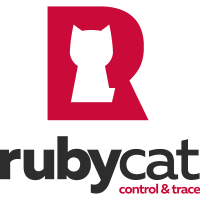 R
rubycat
control & trace